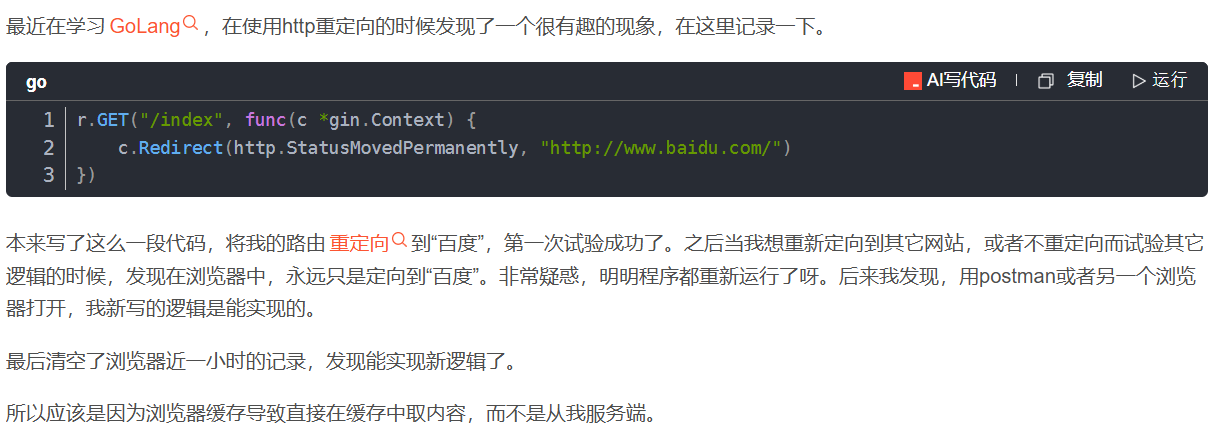 最近在学习 GoLang ，在使用http重定向的时候发现了一个很有趣的现象，在这里记录一下。
go AI写代码 复制 运行
1 r.GET("/index", func(c *gin.Context) {
2     c.Redirect(http.StatusMovedPermanently, "http://www.baidu.com/")
3 })
本来写了这么一段代码，将我的路由 重定向 到“百度”，第一次试验成功了。之后当我想重新定向到其它网站，或者不重定向而试验其它
逻辑的时候，发现在浏览器中，永远只是定向到“百度”。非常疑惑，明明程序都重新运行了呀。后来我发现，用postman或者另一个浏览
器打开，我新写的逻辑是能实现的。
最后清空了浏览器近一小时的记录，发现能实现新逻辑了。
所以应该是因为浏览器缓存导致直接在缓存中取内容，而不是从我服务端。